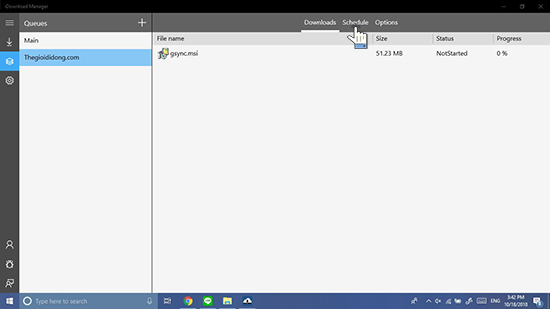 iDownload Manager
Queues
Downloads Schedule Options
Main
Thegioididong.com
File name Size Status Progress
gsync.msi 51.23 MB NotStarted 0 %
Type here to search
ENG
3:42 PM
10/18/2018